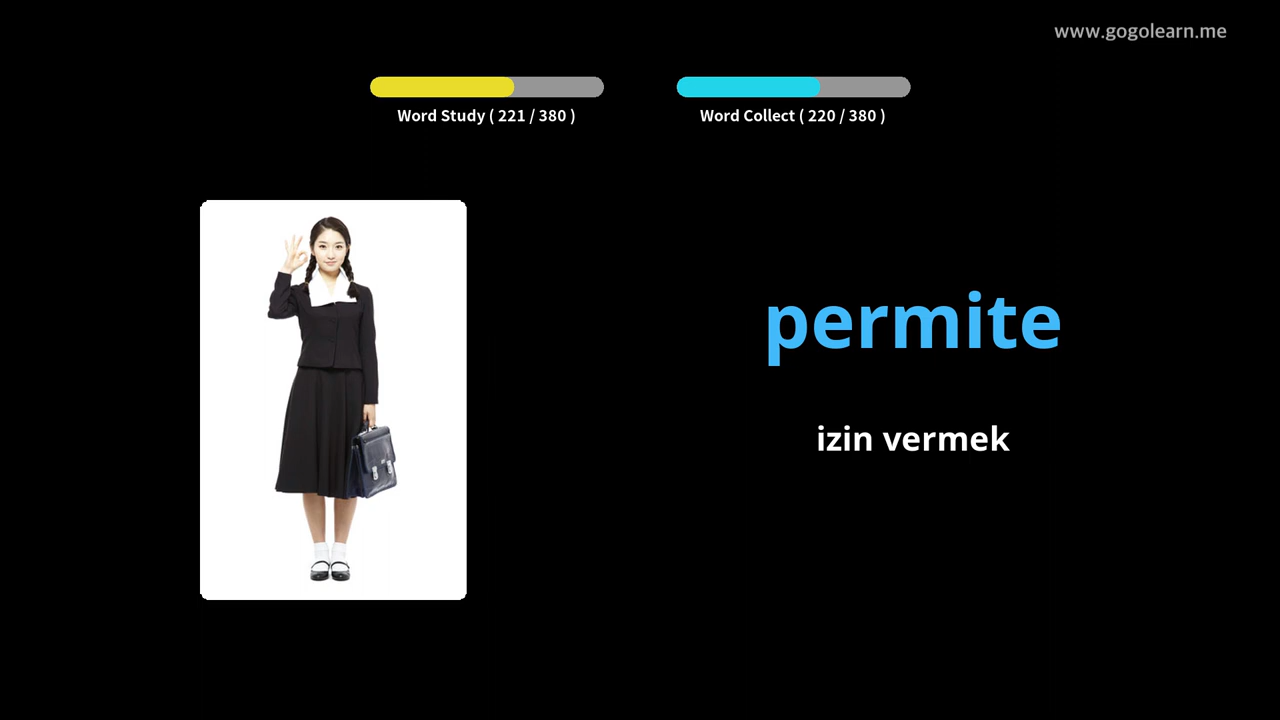 www.gogolearn.me
Word Study ( 221 / 380 )
Word Collect ( 220 / 380 )
permite
izin vermek